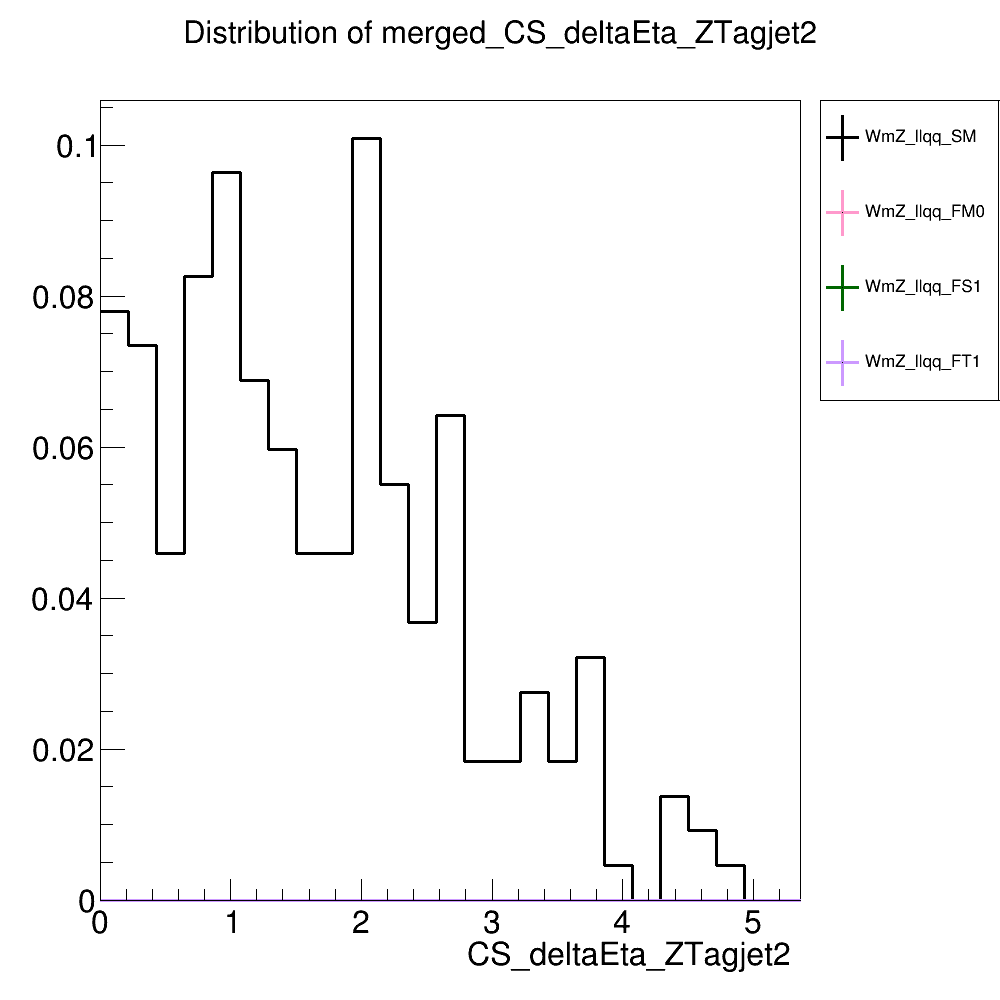 Distribution of merged_CS_deltaEta_ZTagjet2
0.1
0.08
0.06
0.04
0.02
0
0 1 2 3 4 5
CS_deltaEta_ZTagjet2
WmZ_llqq_SM
WmZ_llqq_FM0
WmZ_llqq_FS1
WmZ_llqq_FT1